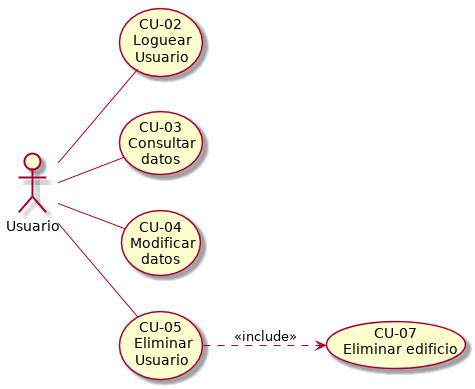 CU-02
Loguear
Usuario
CU-03
Consultar
datos
Usuario
CU-04
Modificar
datos
CU-05
Eliminar
Usuario
«include»
CU-07
Eliminar edificio